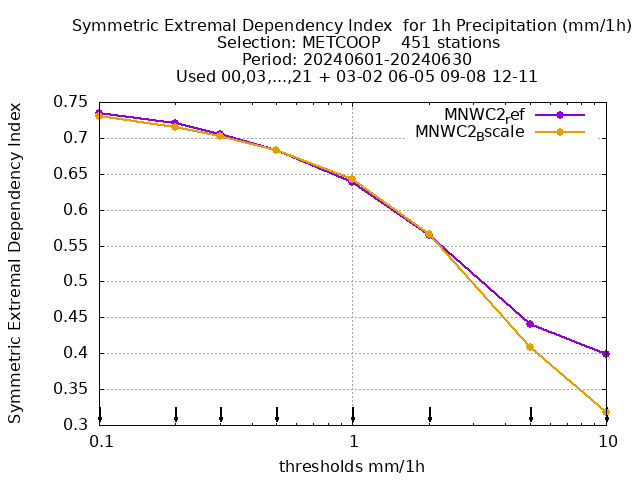 Symmetric Extremal Dependency Index  for 1h Precipitation (mm/1h)
Selection: METCOOP    451 stations
Period: 20240601-20240630
Used 00,03,...,21 + 03-02 06-05 09-08 12-11
MNWC2ref
MNWC2Bscale
Symmetric Extremal Dependency Index
0.75
0.7
0.65
0.6
0.55
0.5
0.45
0.4
0.35
0.3
0.1
1
10
thresholds mm/1h